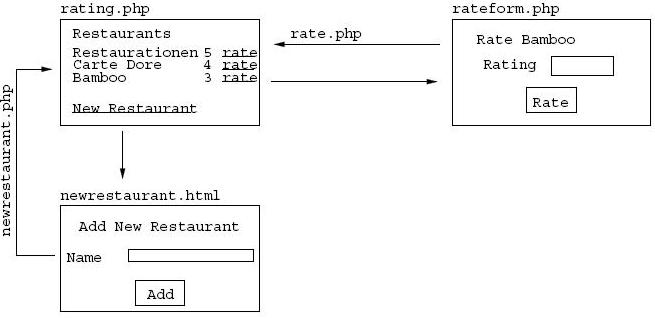 rating.php
Restaurants
Restaurationen 5 rate
Carte Dore 4 rate
Bamboo 3 rate
New Restaurant
rate.php
rateform.php
Rate Bamboo
Rating
Rate
newrestaurant.php
newrestaurant.html
Add New Restaurant
Name
Add